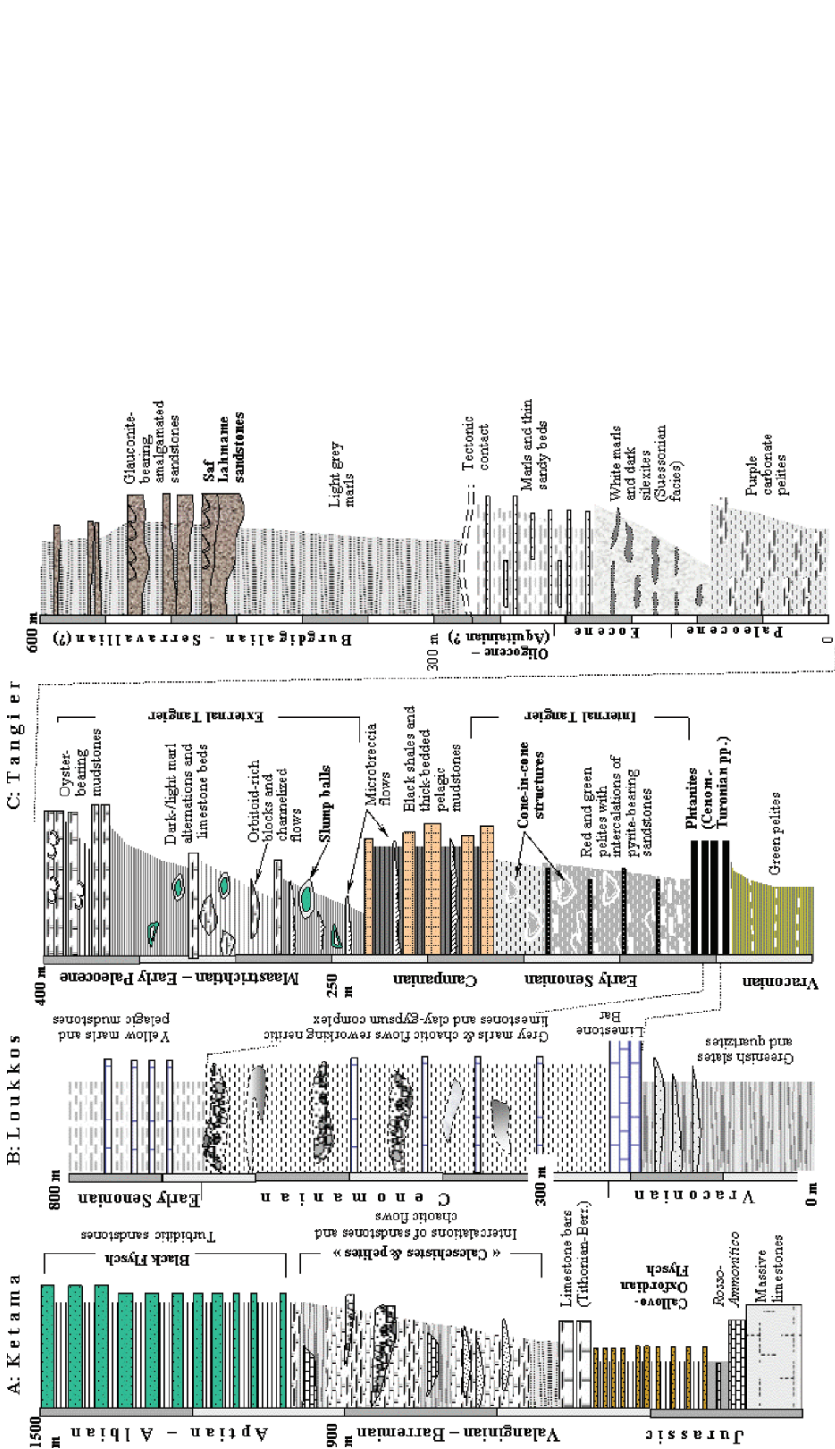 A: Ketama
1500
m
900
m
Aptian – Albian
Valanginian – Barremian
Jurassic
Black Flysch
Turbiditic sandstones
« Calcschistes & pelites »
Intercalations of sandstones and
chaotic flows
Limestone bars
(Tithonian-Berr.)
Callovo-
Oxfordian
Flysch
Rosso-
Ammonitico
Massive
limestones
B: Loukkos
800 m
300 m
0 m
Early Senonian
Cenomanian
Vraconian
Yellow marls and
pelagic mudstones
Grey marls & chaotic flows reworking neritic
limestones and clay-gypsum complex
Limestone
Bar
Greenish slates
and quartzites
C: Tangier
400 m
250
m
Maastrichtian – Early Paleocene
Campanian
Early Senonian
Vraconian
Oyster-
bearing
mudstones
Dark-/light marl
alternations and
limestone beds
Orbitoid-rich
blocks and
channelized
flows
Slump balls
Microbreccia
flows
Black shales and
thick-bedded
pelagic
mudstones
Cone-in-cone
structures
Red and green
pelites with
intercalations of
pyrite-bearing
sandstones
Phtanites
(Cenom.-
Turonian pp.)
Green pelites
External Tangier
Internal Tangier
600 m
300 m
0
Burgdigalian - Serravallian (?)
Oligocene –
(Aquitainian ?
Eocene
Paleocene
Glauconite-
bearing
amalgamated
sandstones
Saf
Lahmame
sandstones
Light grey
marls
Tectonic
contact
Marls and thin
sandy beds
White marls
and dark
silexites
(Suessonian
facies)
Purple
carbonate
pelites